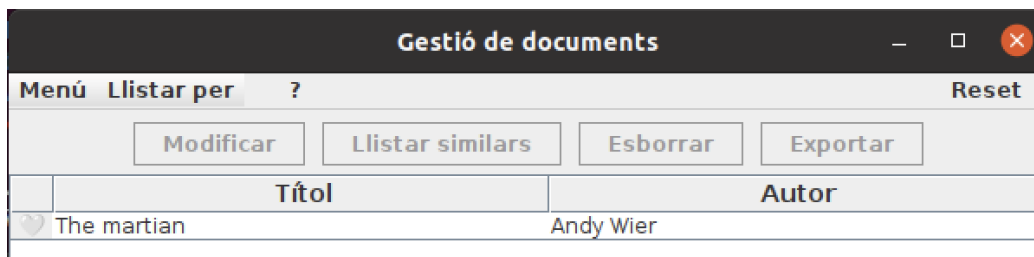 Gestió de documents
Menú Llistar per ? Reset
Modificar Llistar similars Esborrar Exportar
Títol Autor
The martian Andy Wier